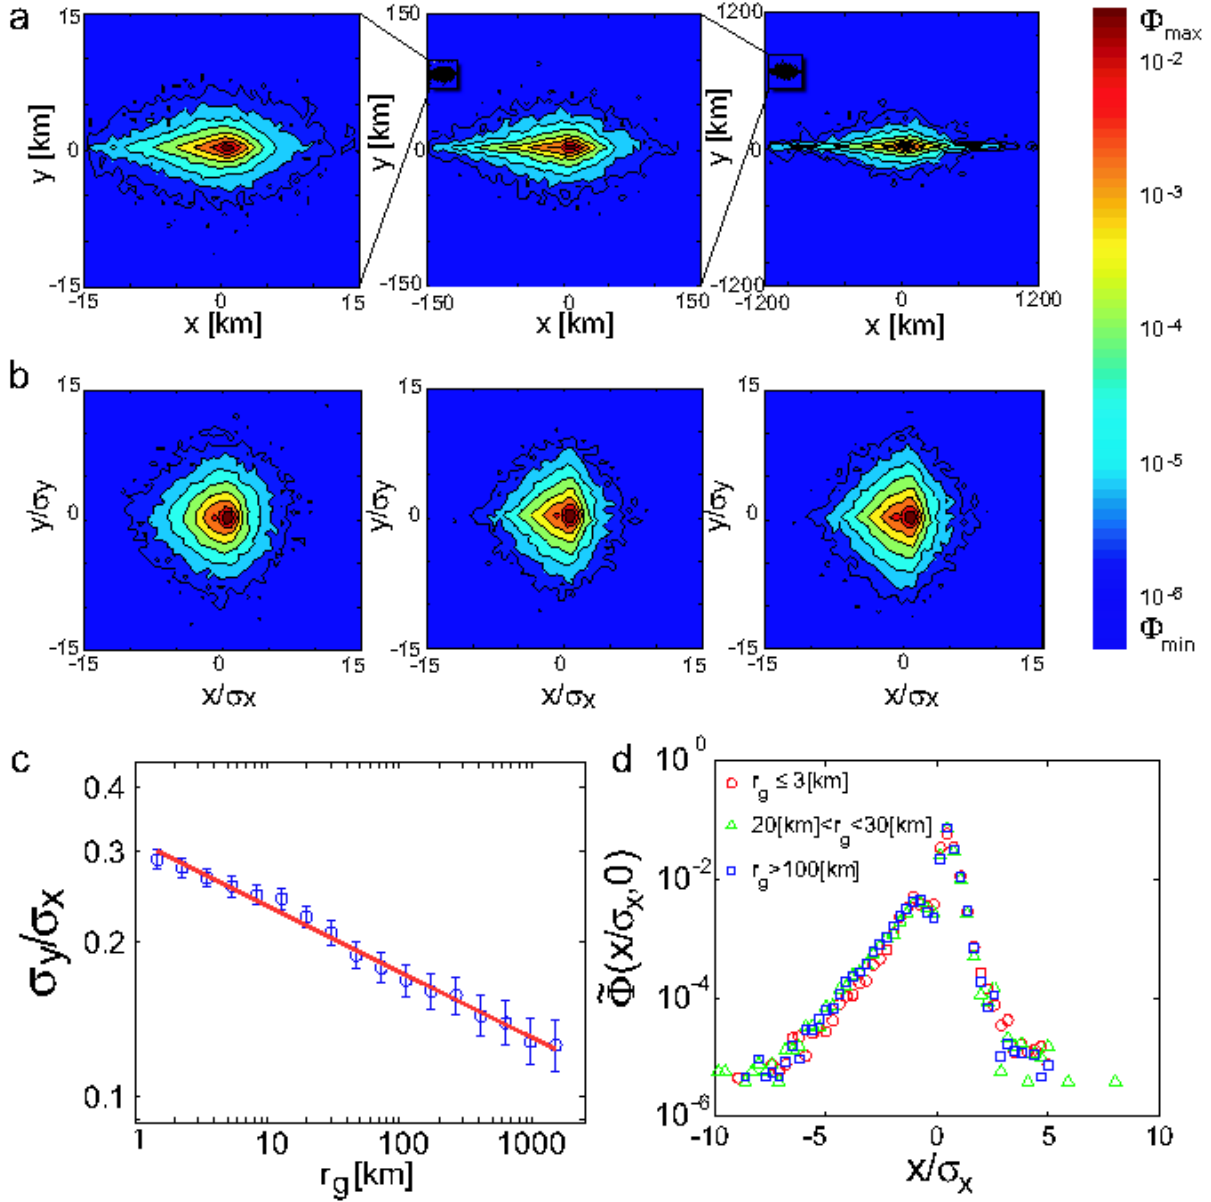 a
15
150
1200
Φmax
10^-2
10^-3
10^-4
10^-5
10^-6
Φmin
y [km]
0
-15
-15 0 15
x [km]
y [km]
0
-150
-150 0 150
x [km]
y [km]
0
-1200
-1200 0 1200
x [km]
b
15
y/σy
0
-15
-15 0 15
x/σx
15
y/σy
0
-15
-15 0 15
x/σx
15
y/σy
0
-15
-15 0 15
x/σx
c
σy/σx
0.4
0.3
0.2
0.1
1 10 100 1000
rg [km]
d
Φ̃(x/σx,0)
10^0
10^-2
10^-4
10^-6
rg ≤ 3[km]
20[km]<rg<30[km]
rg>100[km]
-10 -5 0 5 10
x/σx